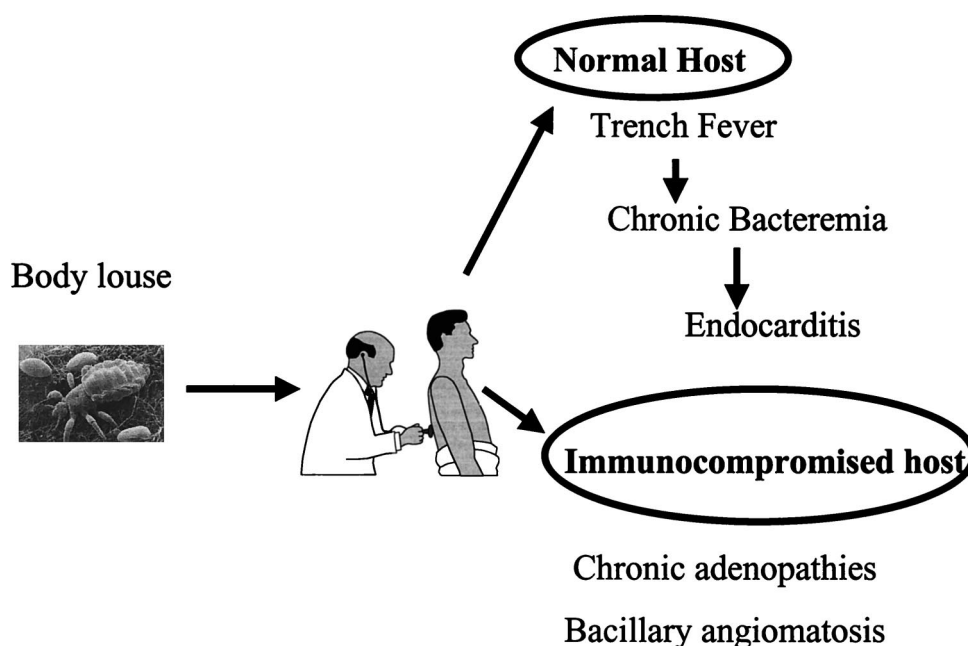 Body louse
Normal Host
Trench Fever
Chronic Bacteremia
Endocarditis
Immunocompromised host
Chronic adenopathies
Bacillary angiomatosis